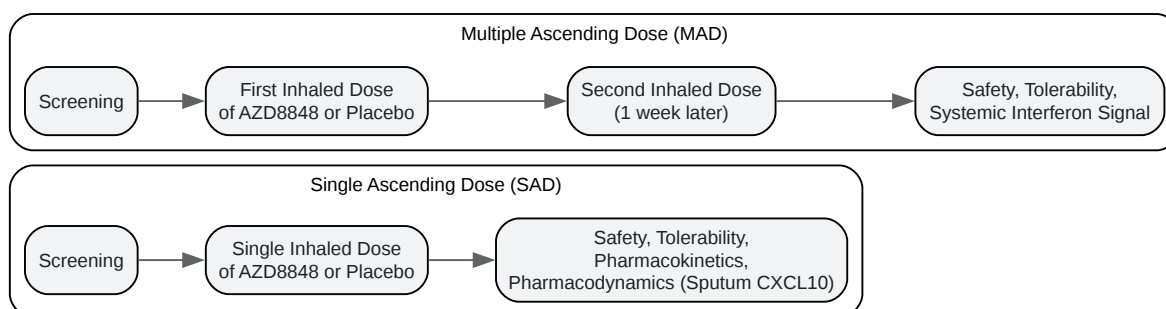 Multiple Ascending Dose (MAD)
Screening
First Inhaled Dose
of AZD8848 or Placebo
Second Inhaled Dose
(1 week later)
Safety, Tolerability,
Systemic Interferon Signal
Single Ascending Dose (SAD)
Screening
Single Inhaled Dose
of AZD8848 or Placebo
Safety, Tolerability,
Pharmacokinetics,
Pharmacodynamics (Sputum CXCL10)